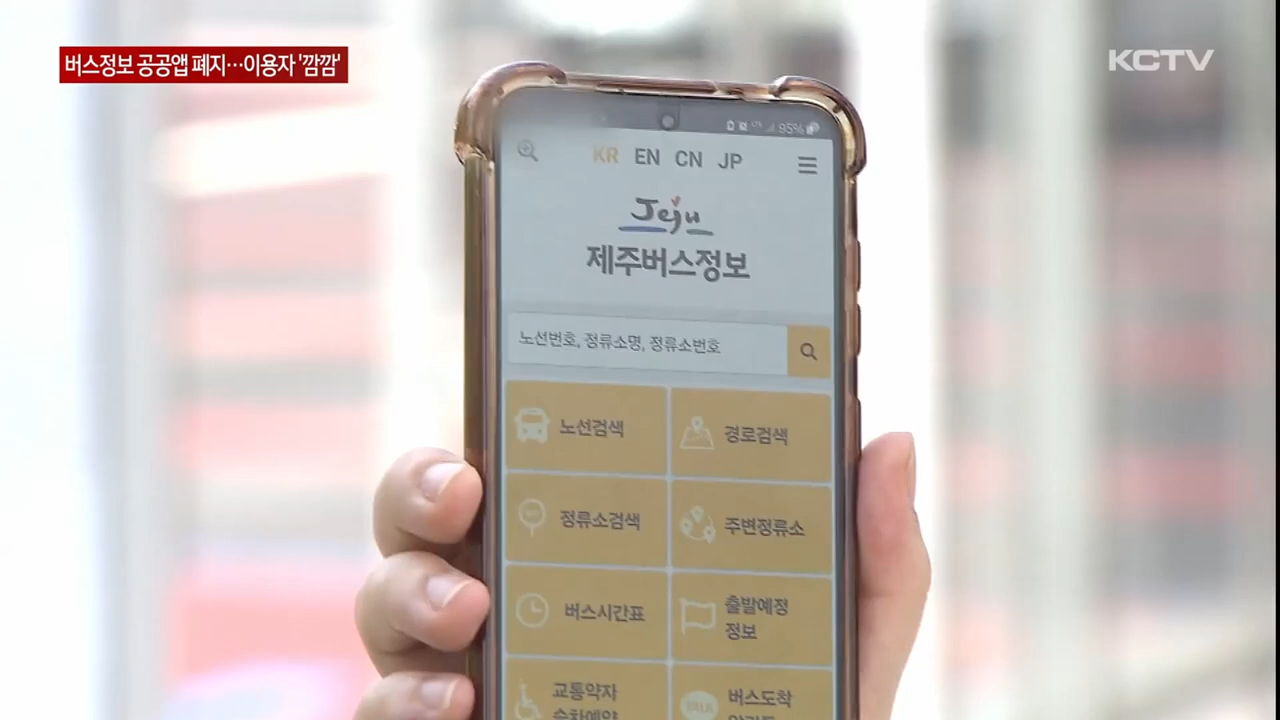 버스정보 공공앱 폐지…이용자 '깜깜'
KCTV
95%
KR EN CN JP
Jeju
제주버스정보
노선번호, 정류소명, 정류소번호
노선검색
경로검색
정류소검색
주변정류소
버스시간표
출발예정
정보
교통약자
승차예약
버스도착